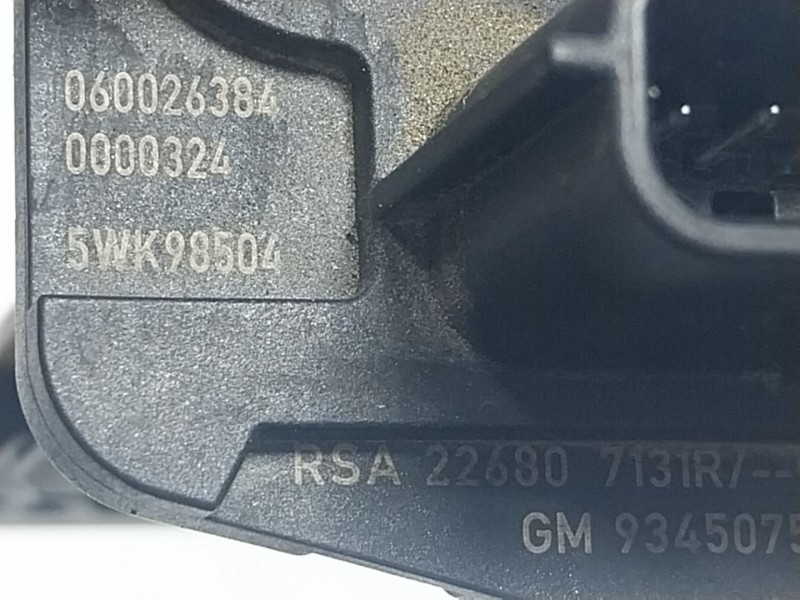 060026384
0000324
5WK98504
RSA 22680 7131R/--
GM 9345075